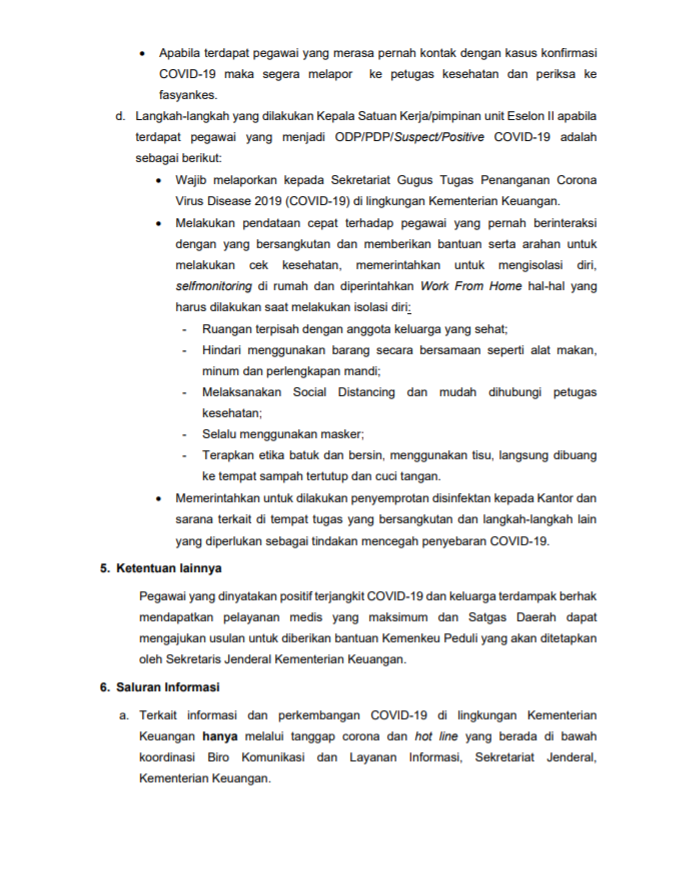 • Apabila terdapat pegawai yang merasa pernah kontak dengan kasus konfirmasi
COVID-19 maka segera melapor ke petugas kesehatan dan periksa ke
fasyankes.
d. Langkah-langkah yang dilakukan Kepala Satuan Kerja/pimpinan unit Eselon II apabila
terdapat pegawai yang menjadi ODP/PDP/Suspect/Positive COVID-19 adalah
sebagai berikut:
• Wajib melaporkan kepada Sekretariat Gugus Tugas Penanganan Corona
Virus Disease 2019 (COVID-19) di lingkungan Kementerian Keuangan.
• Melakukan pendataan cepat terhadap pegawai yang pernah berinteraksi
dengan yang bersangkutan dan memberikan bantuan serta arahan untuk
melakukan cek kesehatan, memerintahkan untuk mengisolasi diri,
selfmonitoring di rumah dan diperintahkan Work From Home hal-hal yang
harus dilakukan saat melakukan isolasi diri:
- Ruangan terpisah dengan anggota keluarga yang sehat;
- Hindari menggunakan barang secara bersamaan seperti alat makan,
minum dan perlengkapan mandi;
- Melaksanakan Social Distancing dan mudah dihubungi petugas
kesehatan;
- Selalu menggunakan masker;
- Terapkan etika batuk dan bersin, menggunakan tisu, langsung dibuang
ke tempat sampah tertutup dan cuci tangan.
• Memerintahkan untuk dilakukan penyemprotan disinfektan kepada Kantor dan
sarana terkait di tempat tugas yang bersangkutan dan langkah-langkah lain
yang diperlukan sebagai tindakan mencegah penyebaran COVID-19.
5. Ketentuan lainnya
Pegawai yang dinyatakan positif terjangkit COVID-19 dan keluarga terdampak berhak
mendapatkan pelayanan medis yang maksimum dan Satgas Daerah dapat
mengajukan usulan untuk diberikan bantuan Kemenkeu Peduli yang akan ditetapkan
oleh Sekretaris Jenderal Kementerian Keuangan.
6. Saluran Informasi
a. Terkait informasi dan perkembangan COVID-19 di lingkungan Kementerian
Keuangan hanya melalui tanggap corona dan hot line yang berada di bawah
koordinasi Biro Komunikasi dan Layanan Informasi, Sekretariat Jenderal,
Kementerian Keuangan.